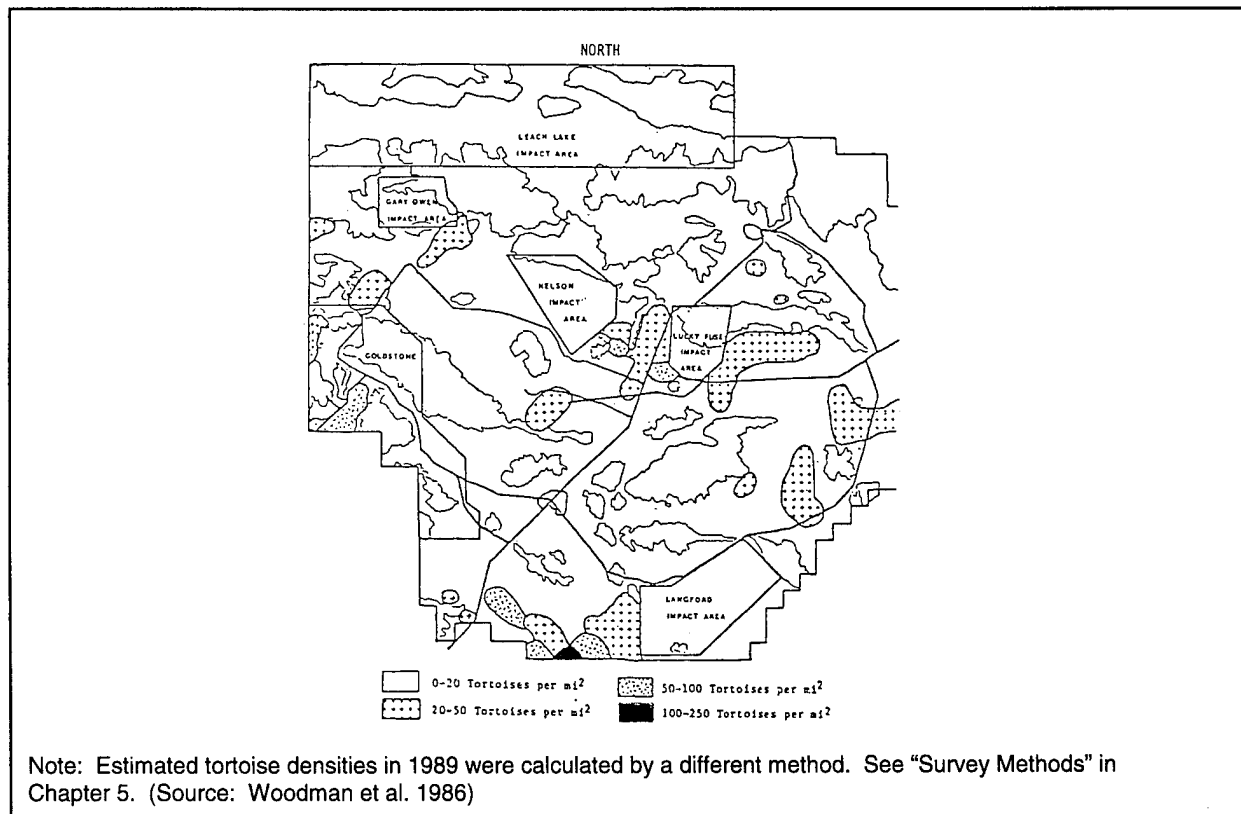 NORTH
LEACH LAKE
IMPACT AREA
GARY OWEN
IMPACT AREA
NELSON
IMPACT
AREA
LUCKY FUSE
IMPACT
AREA
GOLDSTONE
LANGFORD
IMPACT AREA
0-20 Tortoises per mi²
50-100 Tortoises per mi²
20-50 Tortoises per mi²
100-250 Tortoises per mi²
Note: Estimated tortoise densities in 1989 were calculated by a different method. See “Survey Methods” in
Chapter 5. (Source: Woodman et al. 1986)